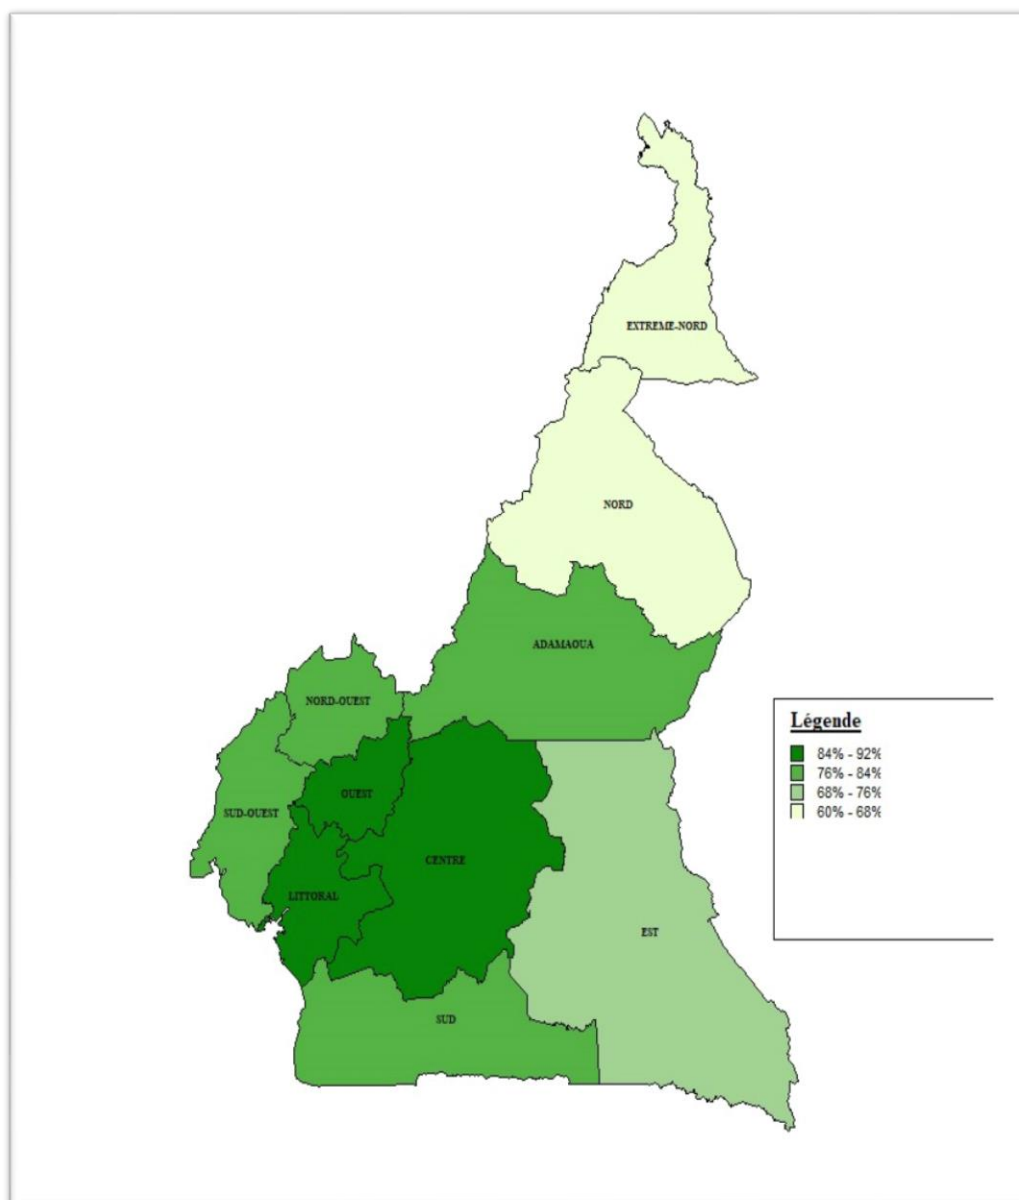 EXTREME-NORD
NORD
ADAMAOUA
NORD-OUEST
Légende
84% - 92%
76% - 84%
68% - 76%
60% - 68%
OUEST
SUD-OUEST
CENTRE
LITTORAL
EST
SUD